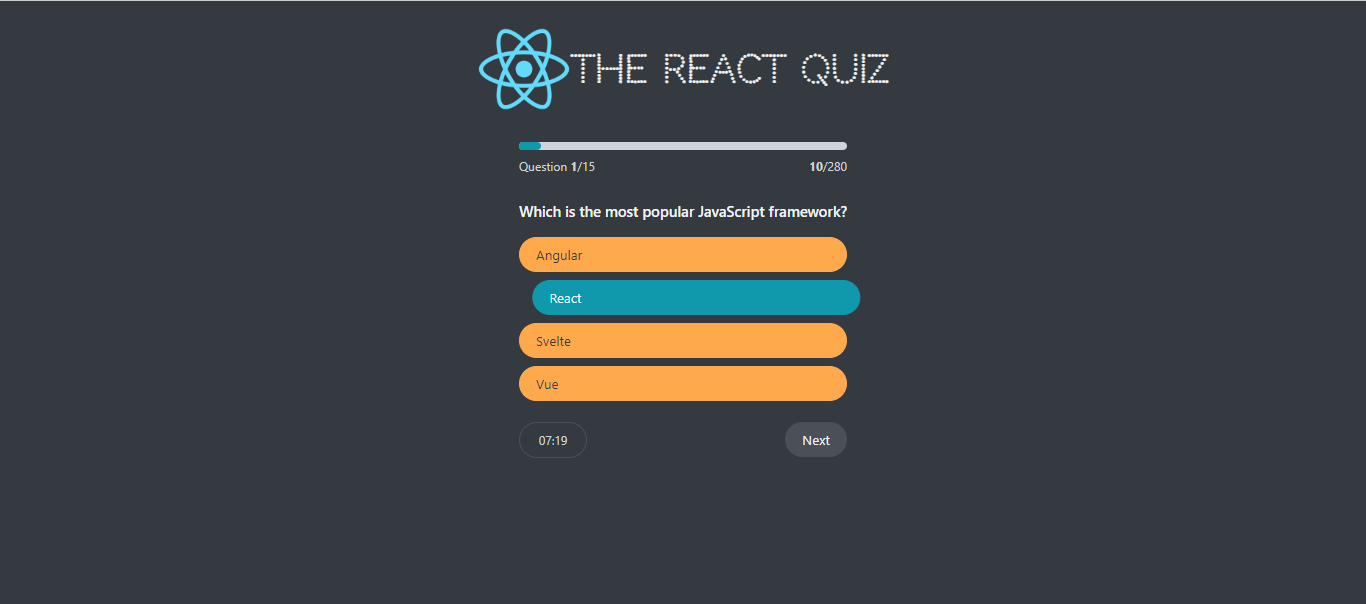 THE REACT QUIZ
Question 1/15 10/280
Which is the most popular JavaScript framework?
Angular
React
Svelte
Vue
07:19 Next